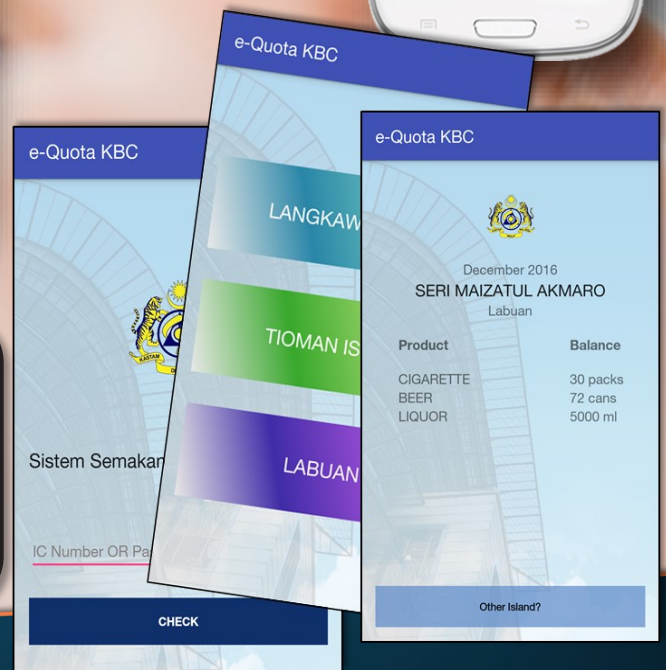 e-Quota KBC
Sistem Semakan
IC Number OR Pa
CHECK
e-Quota KBC
LANGKAW
TIOMAN IS
LABUAN
e-Quota KBC
December 2016
SERI MAIZATUL AKMARO
Labuan
Product Balance
CIGARETTE 30 packs
BEER 72 cans
LIQUOR 5000 ml
Other Island?
KASTAM